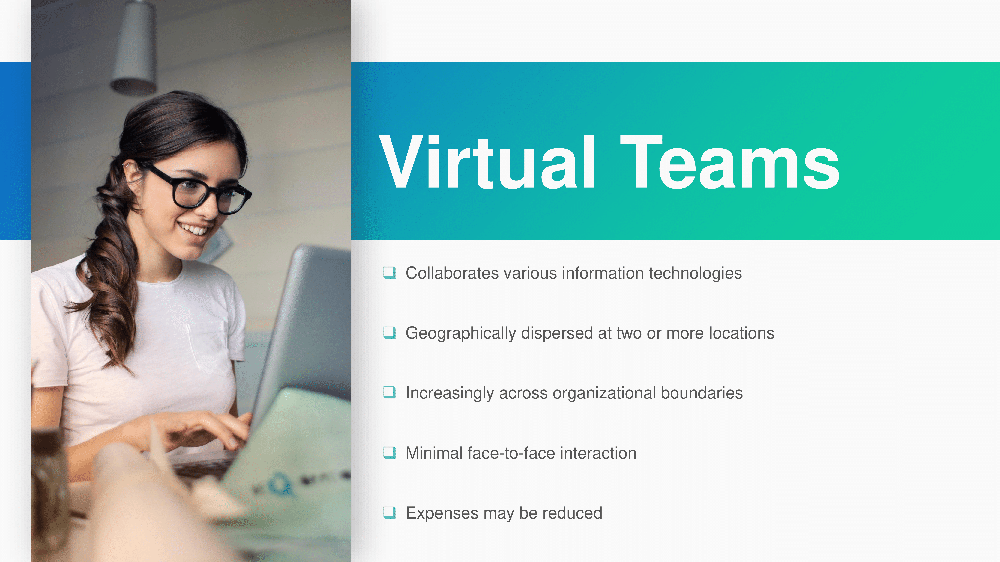 Virtual Teams
Collaborates various information technologies
Geographically dispersed at two or more locations
Increasingly across organizational boundaries
Minimal face-to-face interaction
Expenses may be reduced